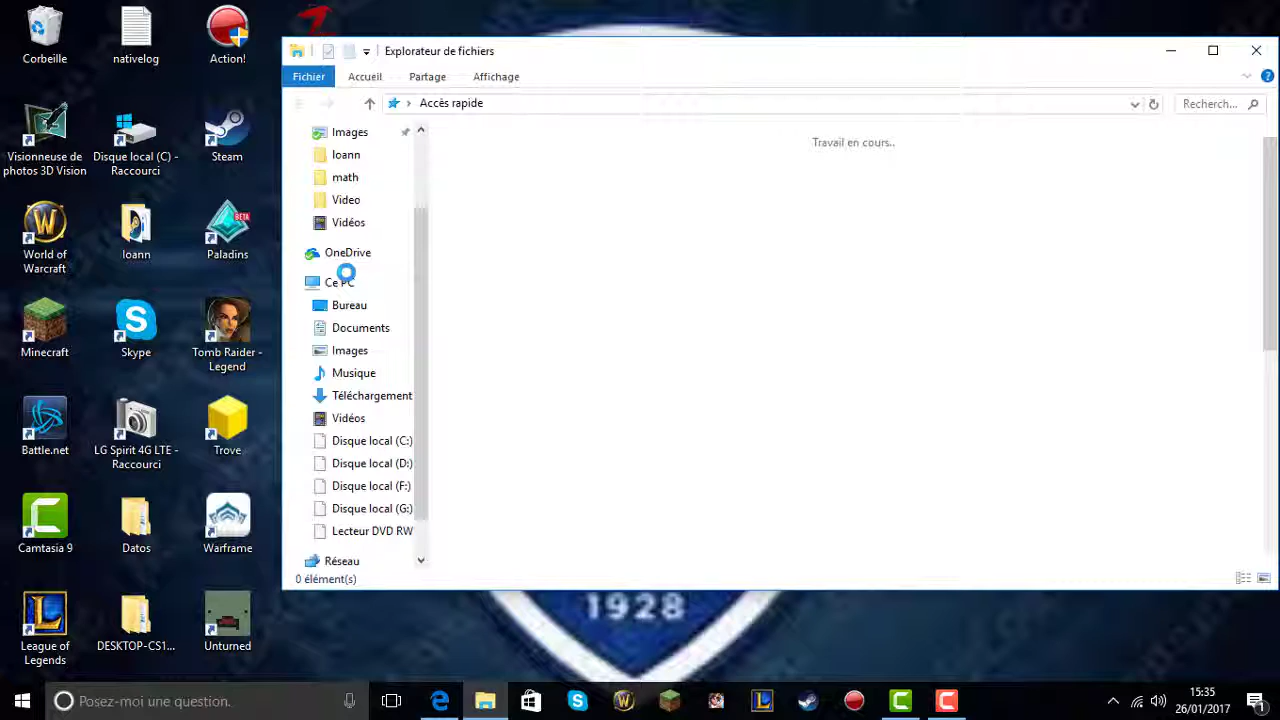 Corbeille
nativelog
Action!
Visionneuse de
photos 3D Vision
Disque local (C) -
Raccourci
Steam
World of
Warcraft
Ioann
BETA
Paladins
Minecraft
Skype
Tomb Raider -
Legend
Battle.net
LG Spirit 4G LTE -
Raccourci
Trove
Camtasia 9
Datos
Warframe
League of
Legends
DESKTOP-CS1...
Unturned
Explorateur de fichiers
Fichier
Accueil
Partage
Affichage
Accès rapide
Recherch...
Images
Ioann
math
Video
Vidéos
OneDrive
Ce PC
Bureau
Documents
Images
Musique
Téléchargement
Vidéos
Disque local (C:)
Disque local (D:)
Disque local (F:)
Disque local (G:)
Lecteur DVD RW
Réseau
Travail en cours..
0 élément(s)
1928
Posez-moi une question.
15:35
26/01/2017
1